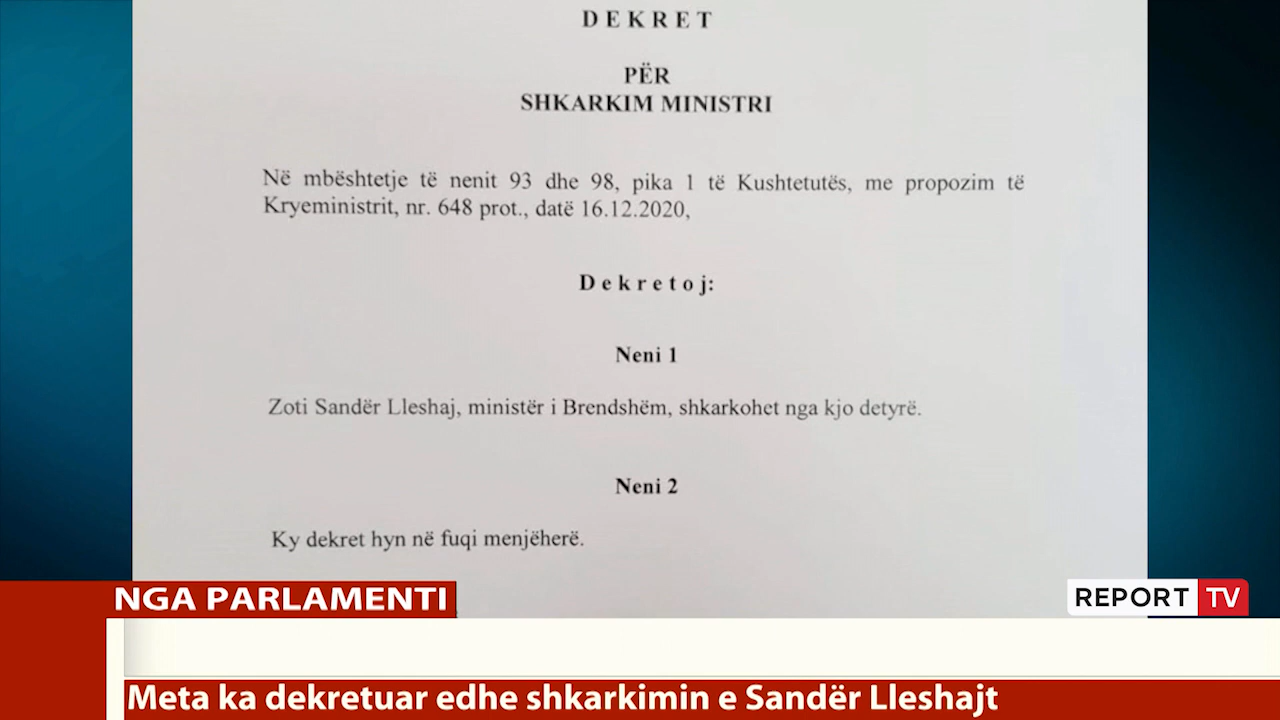 D E K R E T
PËR
SHKARKIM MINISTRI
Në mbështetje të nenit 93 dhe 98, pika 1 të Kushtetutës, me propozim të
Kryeministrit, nr. 648 prot., datë 16.12.2020,
D e k r e t o j:
Neni 1
Zoti Sandër Lleshaj, ministër i Brendshëm, shkarkohet nga kjo detyrë.
Neni 2
Ky dekret hyn në fuqi menjëherë.
NGA PARLAMENTI
REPORT TV
Meta ka dekretuar edhe shkarkimin e Sandër Lleshajt